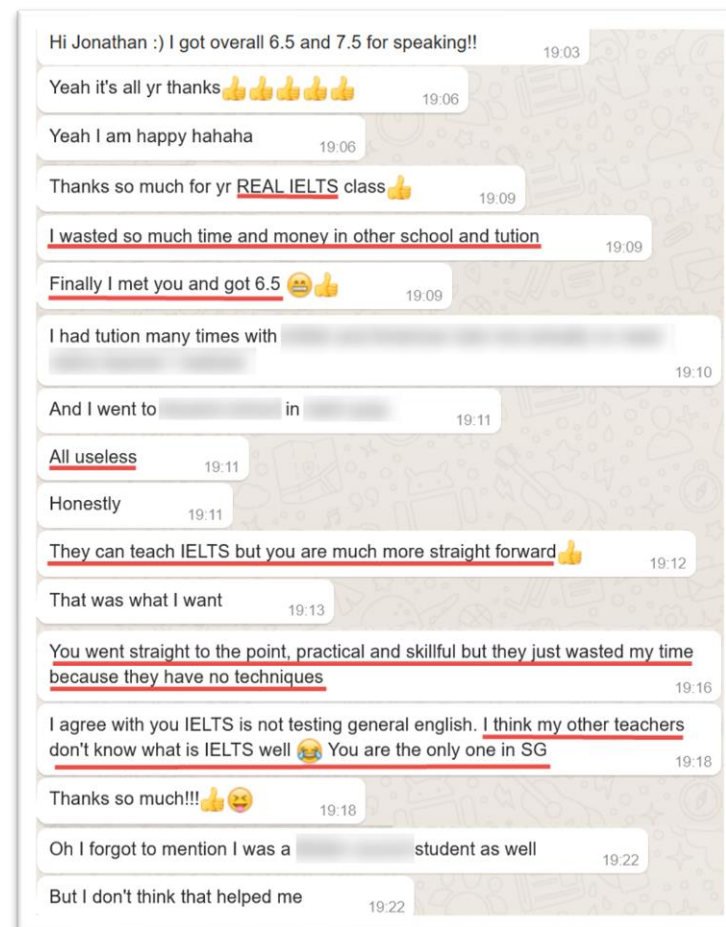 Hi Jonathan :) I got overall 6.5 and 7.5 for speaking!! 19:03
Yeah it's all yr thanks👍👍👍👍👍 19:06
Yeah I am happy hahaha 19:06
Thanks so much for yr REAL IELTS class👍 19:09
I wasted so much time and money in other school and tution 19:09
Finally I met you and got 6.5 😁👍 19:09
I had tution many times with
19:10
And I went to in 19:11
All useless 19:11
Honestly 19:11
They can teach IELTS but you are much more straight forward👍 19:12
That was what I want 19:13
You went straight to the point, practical and skillful but they just wasted my time
because they have no techniques 19:16
I agree with you IELTS is not testing general english. I think my other teachers
don't know what is IELTS well 😂 You are the only one in SG 19:18
Thanks so much!!!👍😝 19:18
Oh I forgot to mention I was a student as well 19:22
But I don't think that helped me 19:22